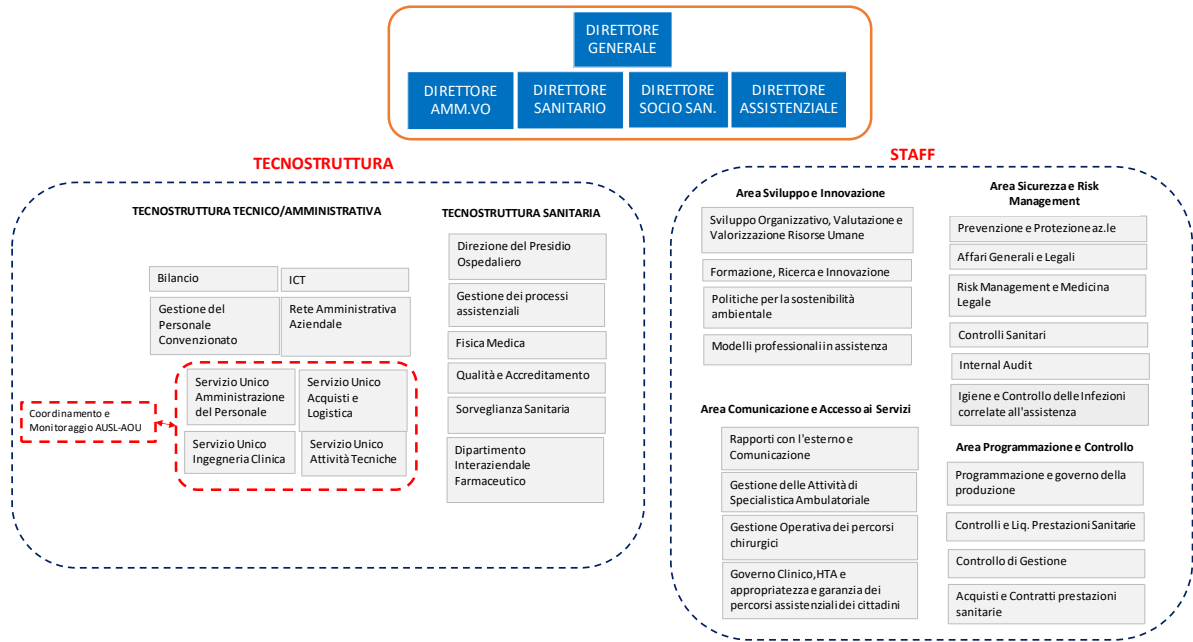 DIRETTORE
GENERALE
DIRETTORE
AMM.VO
DIRETTORE
SANITARIO
DIRETTORE
SOCIO SAN.
DIRETTORE
ASSISTENZIALE
TECNOSTRUTTURA
TECNOSTRUTTURA TECNICO/AMMINISTRATIVA
Bilancio
ICT
Gestione del
Personale
Convenzionato
Rete Amministrativa
Aziendale
Servizio Unico
Amministrazione
del Personale
Servizio Unico
Acquisti e
Logistica
Coordinamento e
Monitoraggio AUSL-AOU
Servizio Unico
Ingegneria Clinica
Servizio Unico
Attività Tecniche
TECNOSTRUTTURA SANITARIA
Direzione del Presidio
Ospedaliero
Gestione dei processi
assistenziali
Fisica Medica
Qualità e Accreditamento
Sorveglianza Sanitaria
Dipartimento
Interaziendale
Farmaceutico
STAFF
Area Sviluppo e Innovazione
Sviluppo Organizzativo, Valutazione e
Valorizzazione Risorse Umane
Formazione, Ricerca e Innovazione
Politiche per la sostenibilità
ambientale
Modelli professionali in assistenza
Area Comunicazione e Accesso ai Servizi
Rapporti con l'esterno e
Comunicazione
Gestione delle Attività di
Specialistica Ambulatoriale
Gestione Operativa dei percorsi
chirurgici
Governo Clinico,HTA e
appropriatezza e garanzia dei
percorsi assistenziali dei cittadini
Area Sicurezza e Risk
Management
Prevenzione e Protezione az.le
Affari Generali e Legali
Risk Management e Medicina
Legale
Controlli Sanitari
Internal Audit
Igiene e Controllo delle Infezioni
correlate all'assistenza
Area Programmazione e Controllo
Programmazione e governo della
produzione
Controlli e Liq. Prestazioni Sanitarie
Controllo di Gestione
Acquisti e Contratti prestazioni
sanitarie